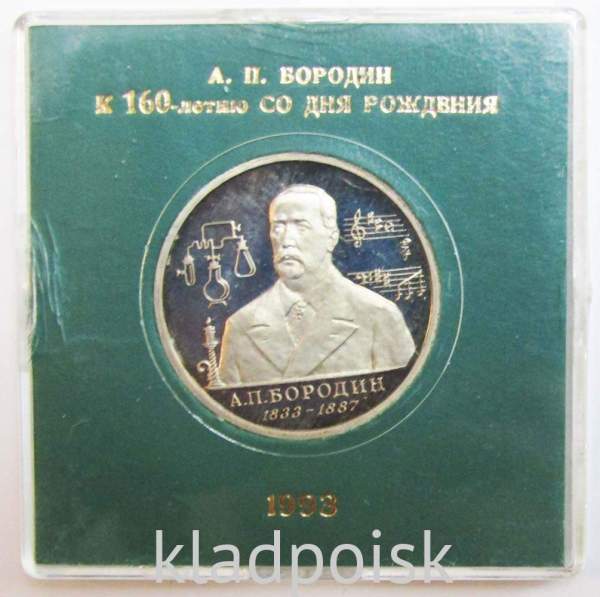 А. П. БОРОДИН
К 160-летию СО ДНЯ РОЖДЕНИЯ
А.П.БОРОДИН
1833-1887
1993
kladpoisk